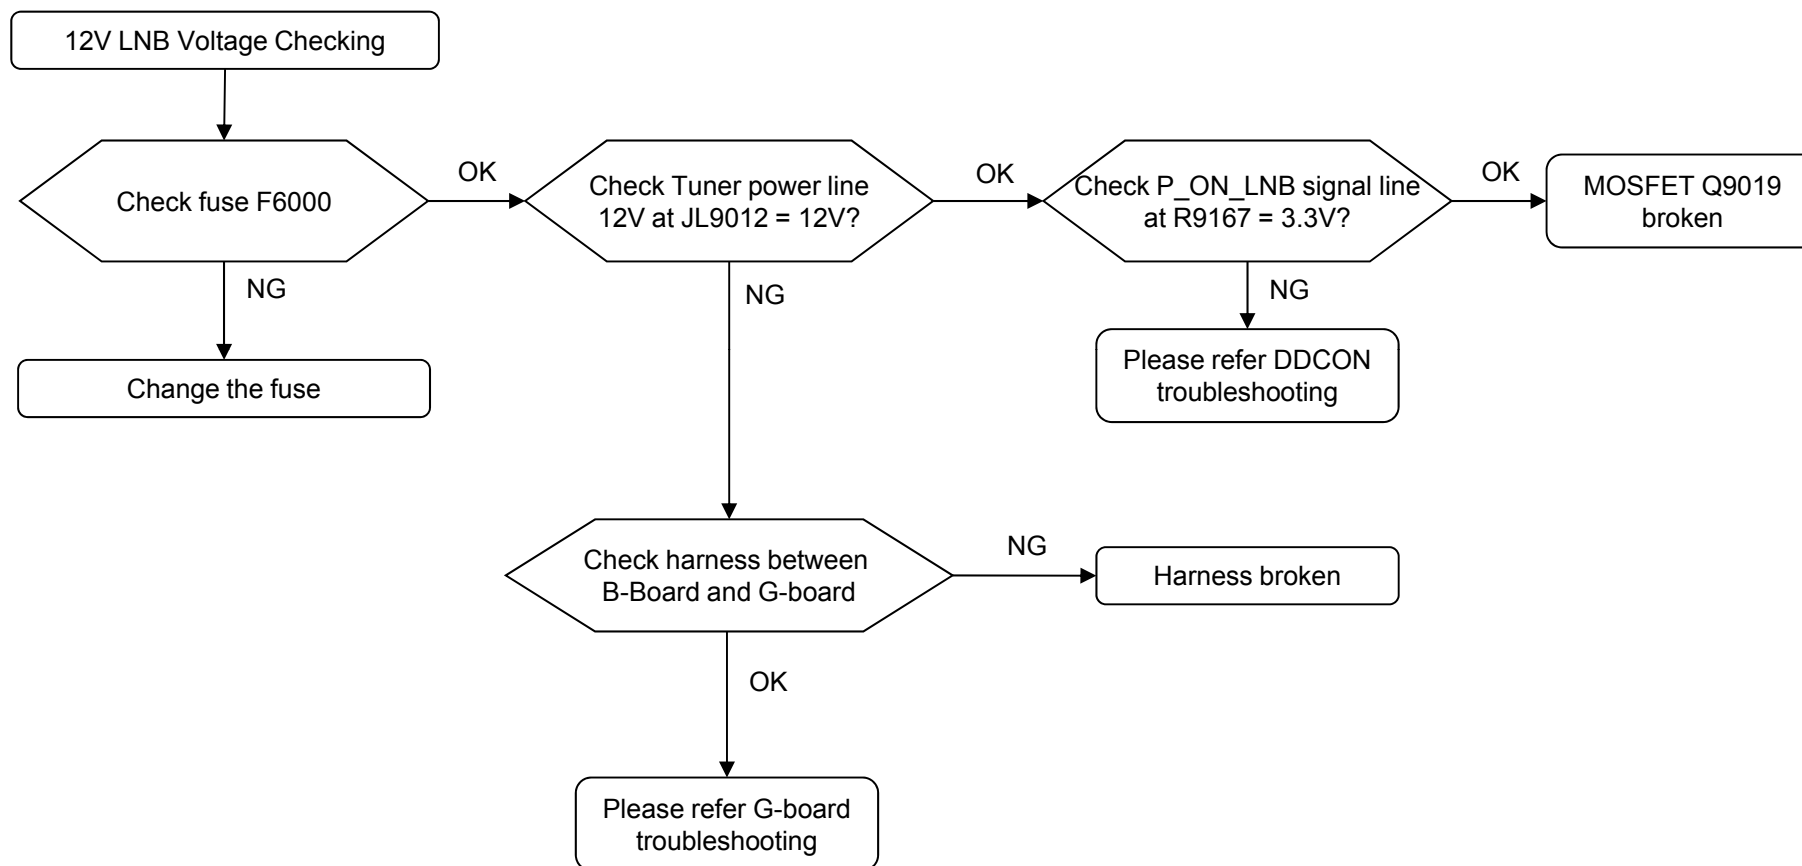 12V LNB Voltage Checking
Check fuse F6000
OK
Check Tuner power line
12V at JL9012 = 12V?
OK
Check P_ON_LNB signal line
at R9167 = 3.3V?
OK
MOSFET Q9019
broken
NG
NG
NG
Change the fuse
Please refer DDCON
troubleshooting
Check harness between
B-Board and G-board
NG
Harness broken
OK
Please refer G-board
troubleshooting